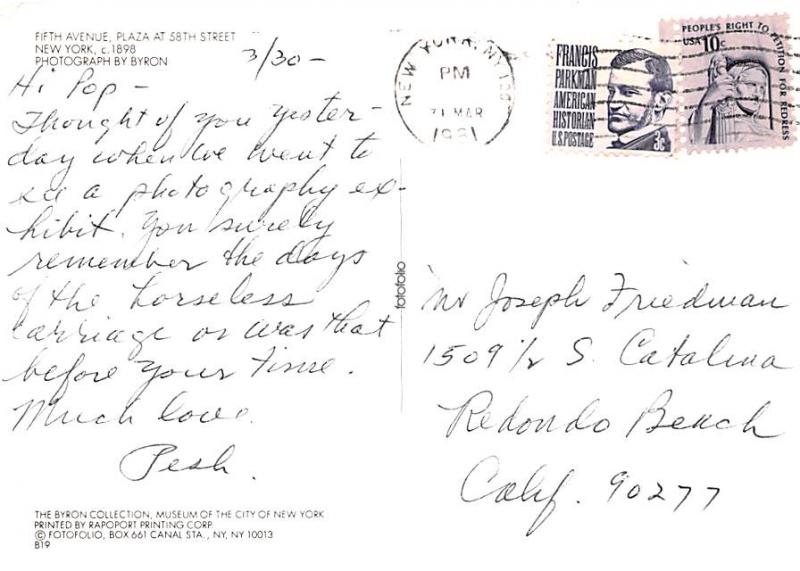 FIFTH AVENUE, PLAZA AT 58TH STREET
NEW YORK, c.1898
PHOTOGRAPH BY BYRON
3/30-
Hi Pop -
Thought of you yester-
day when we went to
see a photography ex-
hibit. You surely
remember the days
of the horseless
carriage or was that
before your time.
Much love.
Pesh.
THE BYRON COLLECTION, MUSEUM OF THE CITY OF NEW YORK
PRINTED BY RAPOPORT PRINTING CORP.
© FOTOFOLIO, BOX 661 CANAL STA., NY, NY 10013
B19
fotofolio
NEW YORK, NY
PM
MAR
1981
FRANCIS
PARKMAN
AMERICAN
HISTORIAN
U.S. POSTAGE
3c
PEOPLE'S RIGHT TO PETITION FOR REDRESS
USA 10c
Mr Joseph Friedman
1509 1/2 S. Catalina
Redondo Beach
Calif. 90277